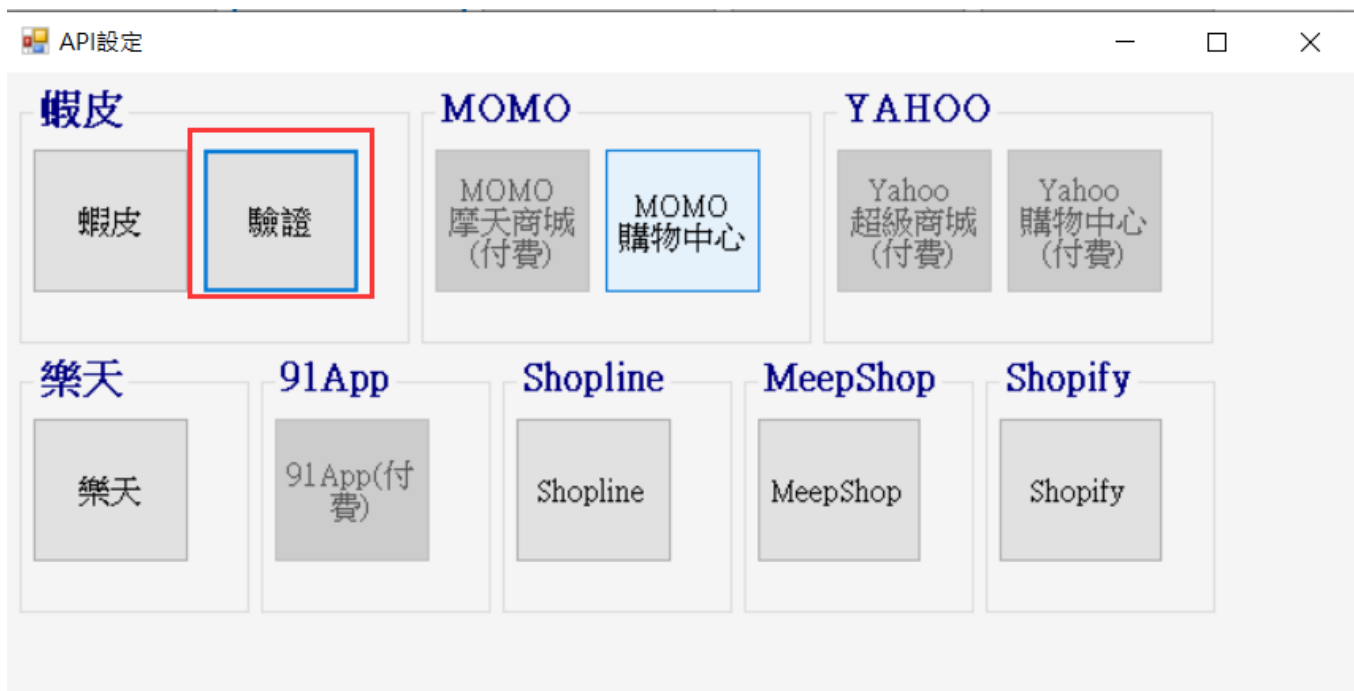 API設定
蝦皮
MOMO
YAHOO
蝦皮
驗證
MOMO
摩天商城
(付費)
MOMO
購物中心
Yahoo
超級商城
(付費)
Yahoo
購物中心
(付費)
樂天
91App
Shopline
MeepShop
Shopify
樂天
91App(付
費)
Shopline
MeepShop
Shopify